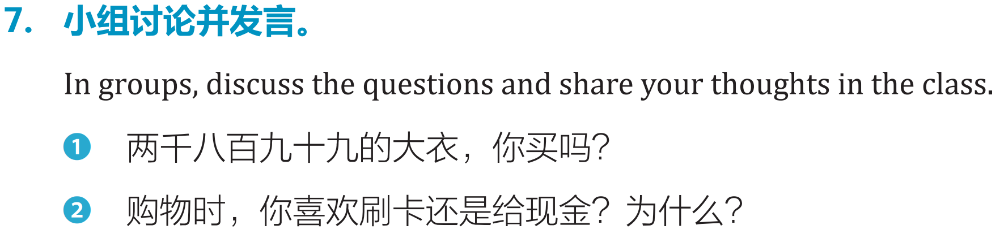 7. 小组讨论并发言。
In groups, discuss the questions and share your thoughts in the class.
1 两千八百九十九的大衣，你买吗？
2 购物时，你喜欢刷卡还是给现金？为什么？